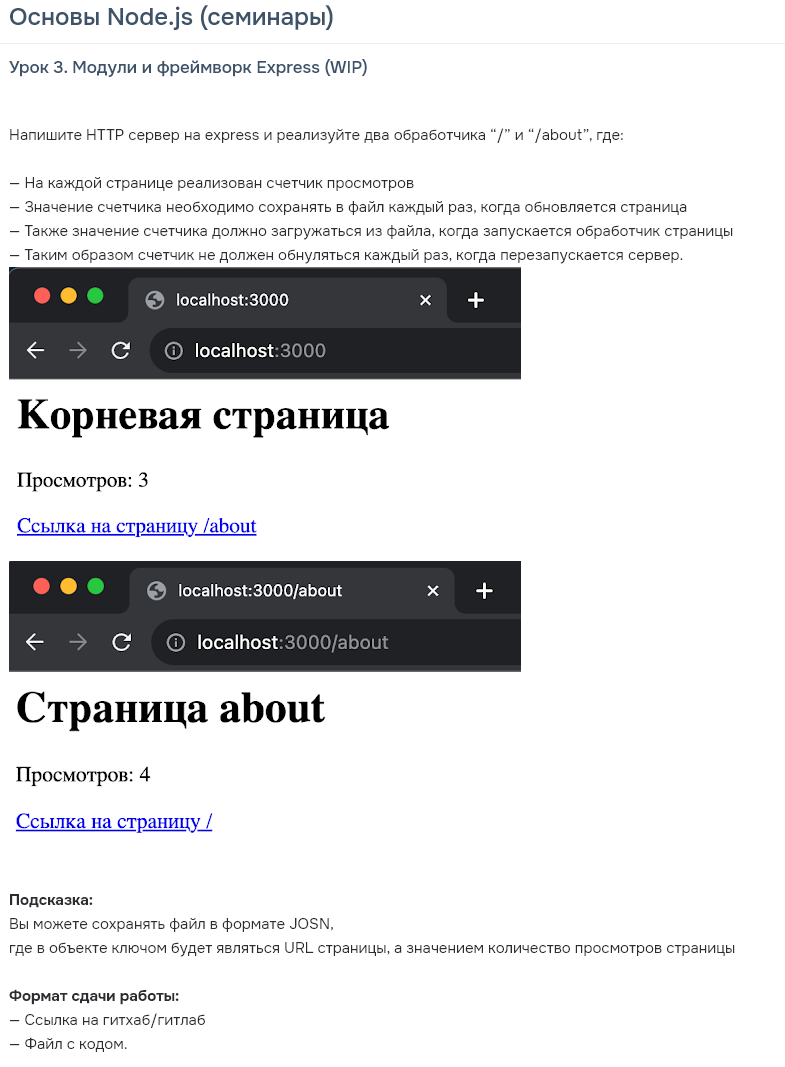 Основы Node.js (семинары)
Урок 3. Модули и фреймворк Express (WIP)
Напишите HTTP сервер на express и реализуйте два обработчика “/” и “/about”, где:
— На каждой странице реализован счетчик просмотров
— Значение счетчика необходимо сохранять в файл каждый раз, когда обновляется страница
— Также значение счетчика должно загружаться из файла, когда запускается обработчик страницы
— Таким образом счетчик не должен обнуляться каждый раз, когда перезапускается сервер.
localhost:3000
localhost:3000
Корневая страница
Просмотров: 3
Ссылка на страницу /about
localhost:3000/about
localhost:3000/about
Страница about
Просмотров: 4
Ссылка на страницу /
Подсказка:
Вы можете сохранять файл в формате JOSN,
где в объекте ключом будет являться URL страницы, а значением количество просмотров страницы
Формат сдачи работы:
— Ссылка на гитхаб/гитлаб
— Файл с кодом.